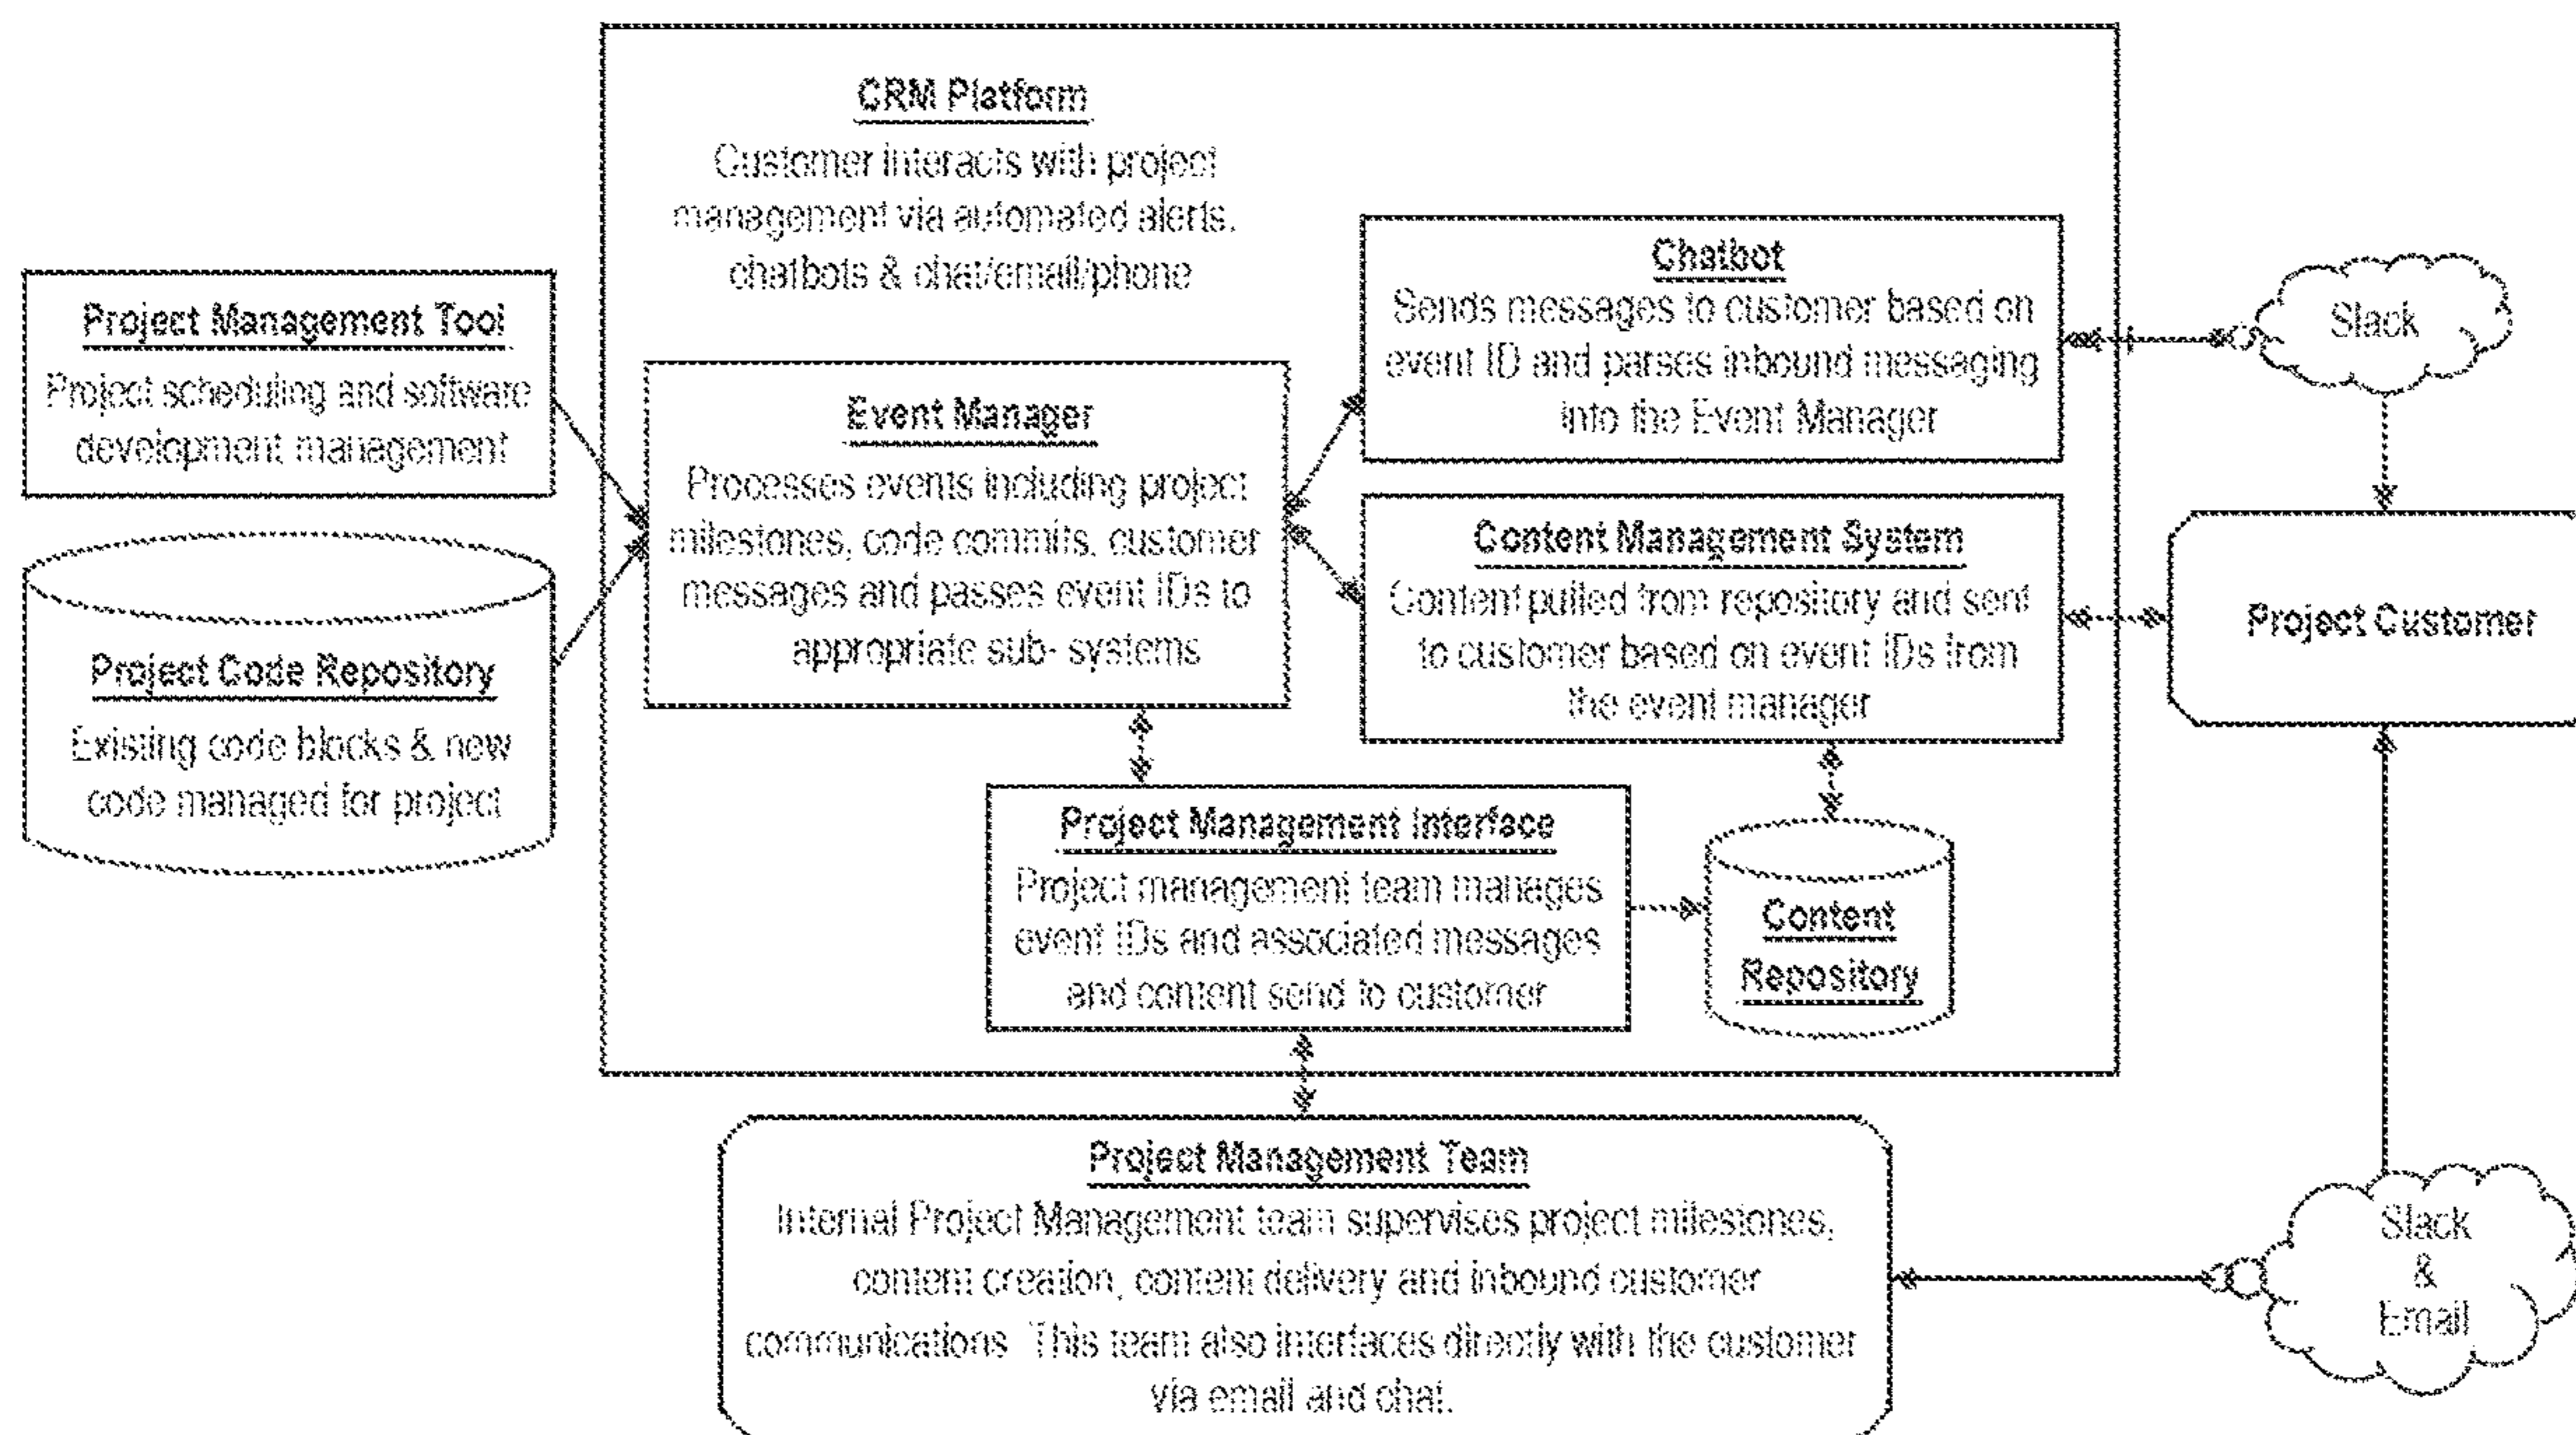 CRM Platform
Customer interacts with project
management via automated alerts,
chatbots & chat/email/phone
Project Management Tool
Project scheduling and software
development management
Project Code Repository
Existing code blocks & new
code managed for project
Event Manager
Processes events including project
milestones, code commits, customer
messages and passes event IDs to
appropriate sub- systems
Chatbot
Sends messages to customer based on
event ID and parses inbound messaging
into the Event Manager
Content Management System
Content pulled from repository and sent
to customer based on event IDs from
the event manager
Slack
Project Customer
Project Management Interface
Project management team manages
event IDs and associated messages
and content send to customer
Content
Repository
Project Management Team
Internal Project Management team supervises project milestones,
content creation, content delivery and inbound customer
communications. This team also interfaces directly with the customer
via email and chat.
Slack
&
Email